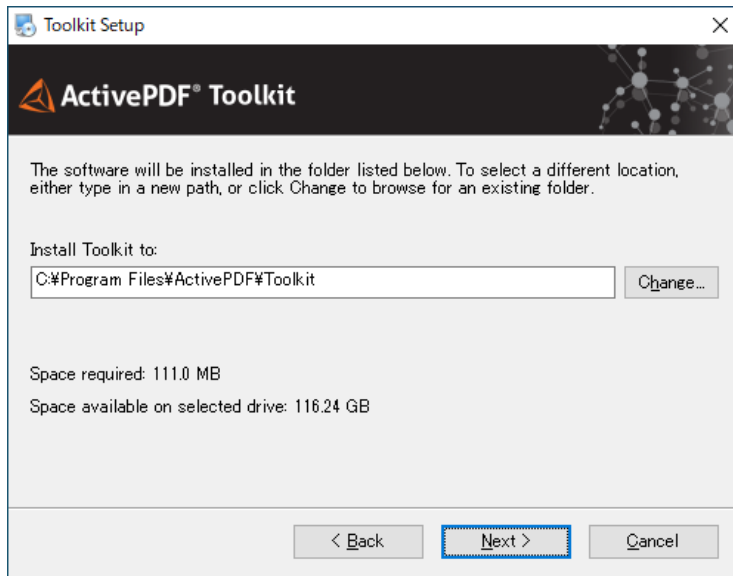 Toolkit Setup
ActivePDF® Toolkit
The software will be installed in the folder listed below. To select a different location,
either type in a new path, or click Change to browse for an existing folder.
Install Toolkit to:
C:¥Program Files¥ActivePDF¥Toolkit
Change...
Space required: 111.0 MB
Space available on selected drive: 116.24 GB
< Back
Next >
Cancel